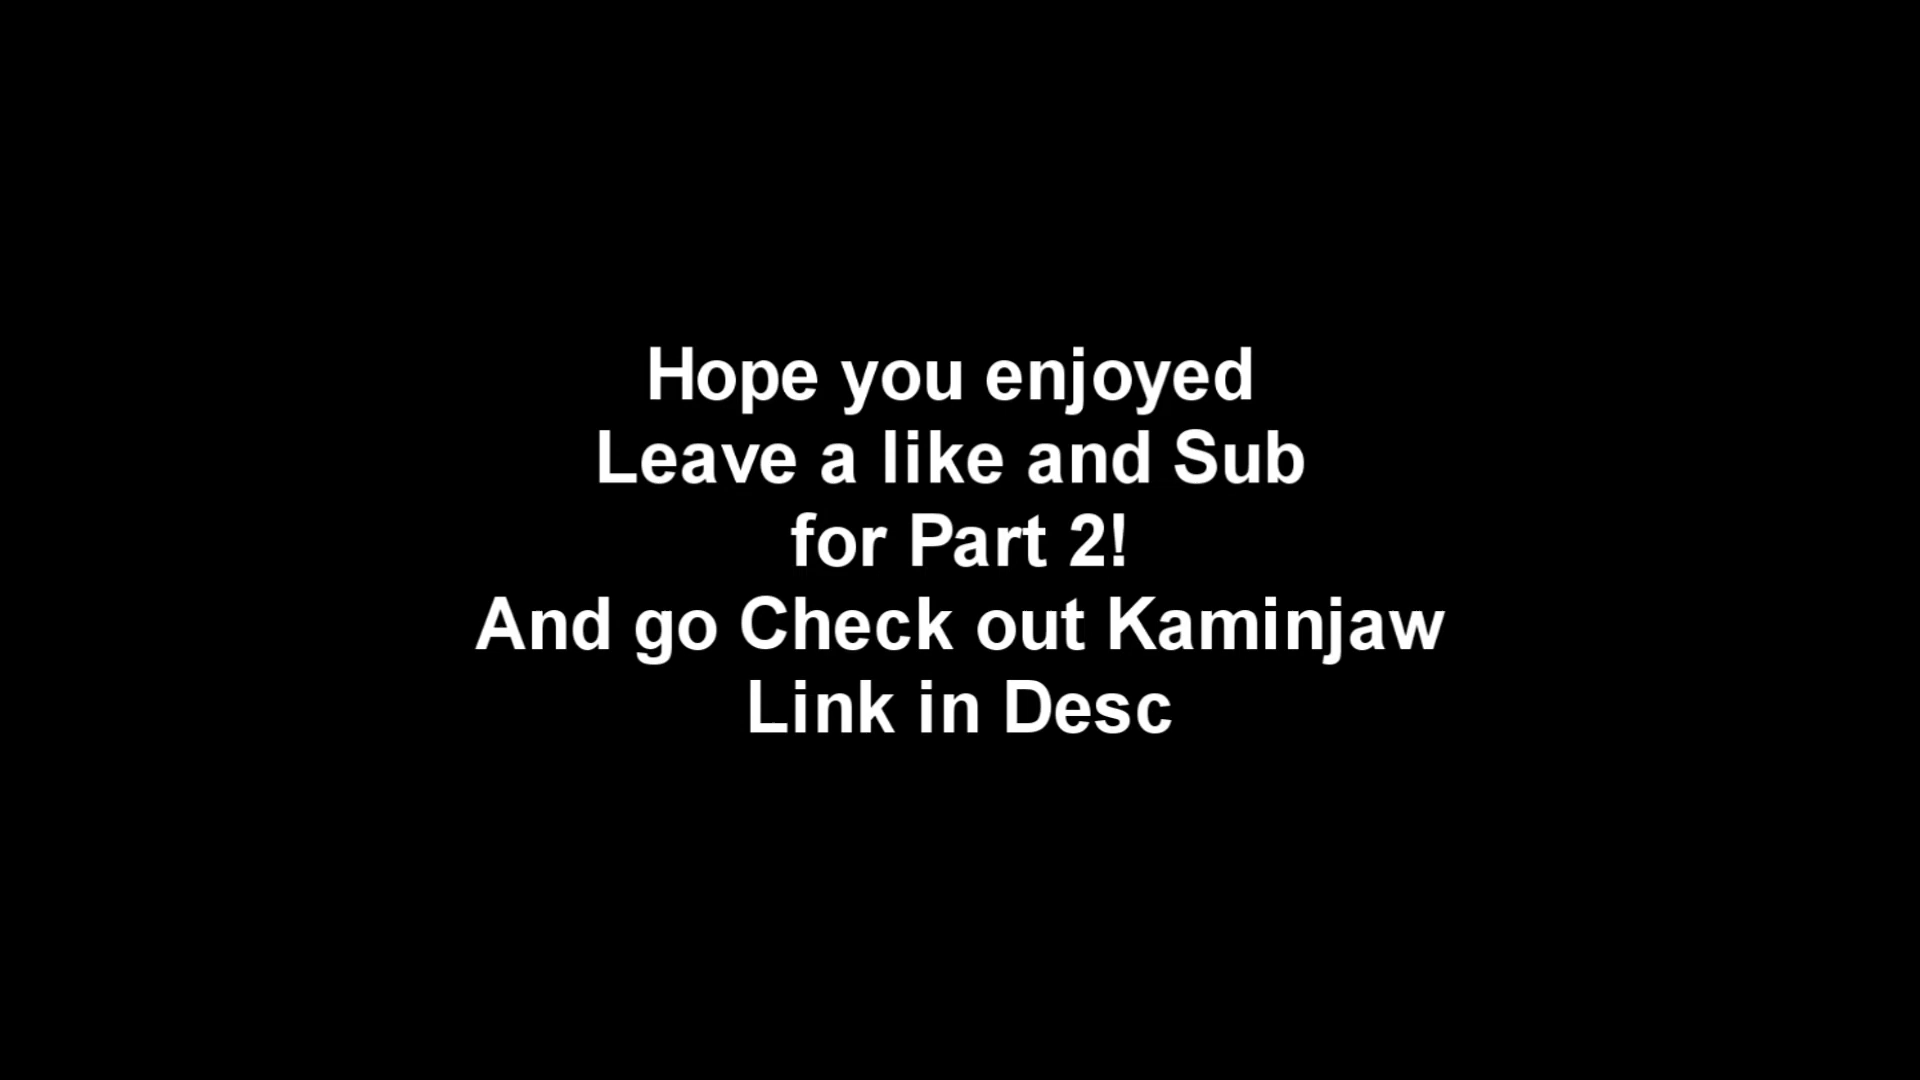 Hope you enjoyed
Leave a like and Sub
for Part 2!
And go Check out Kaminjaw
Link in Desc